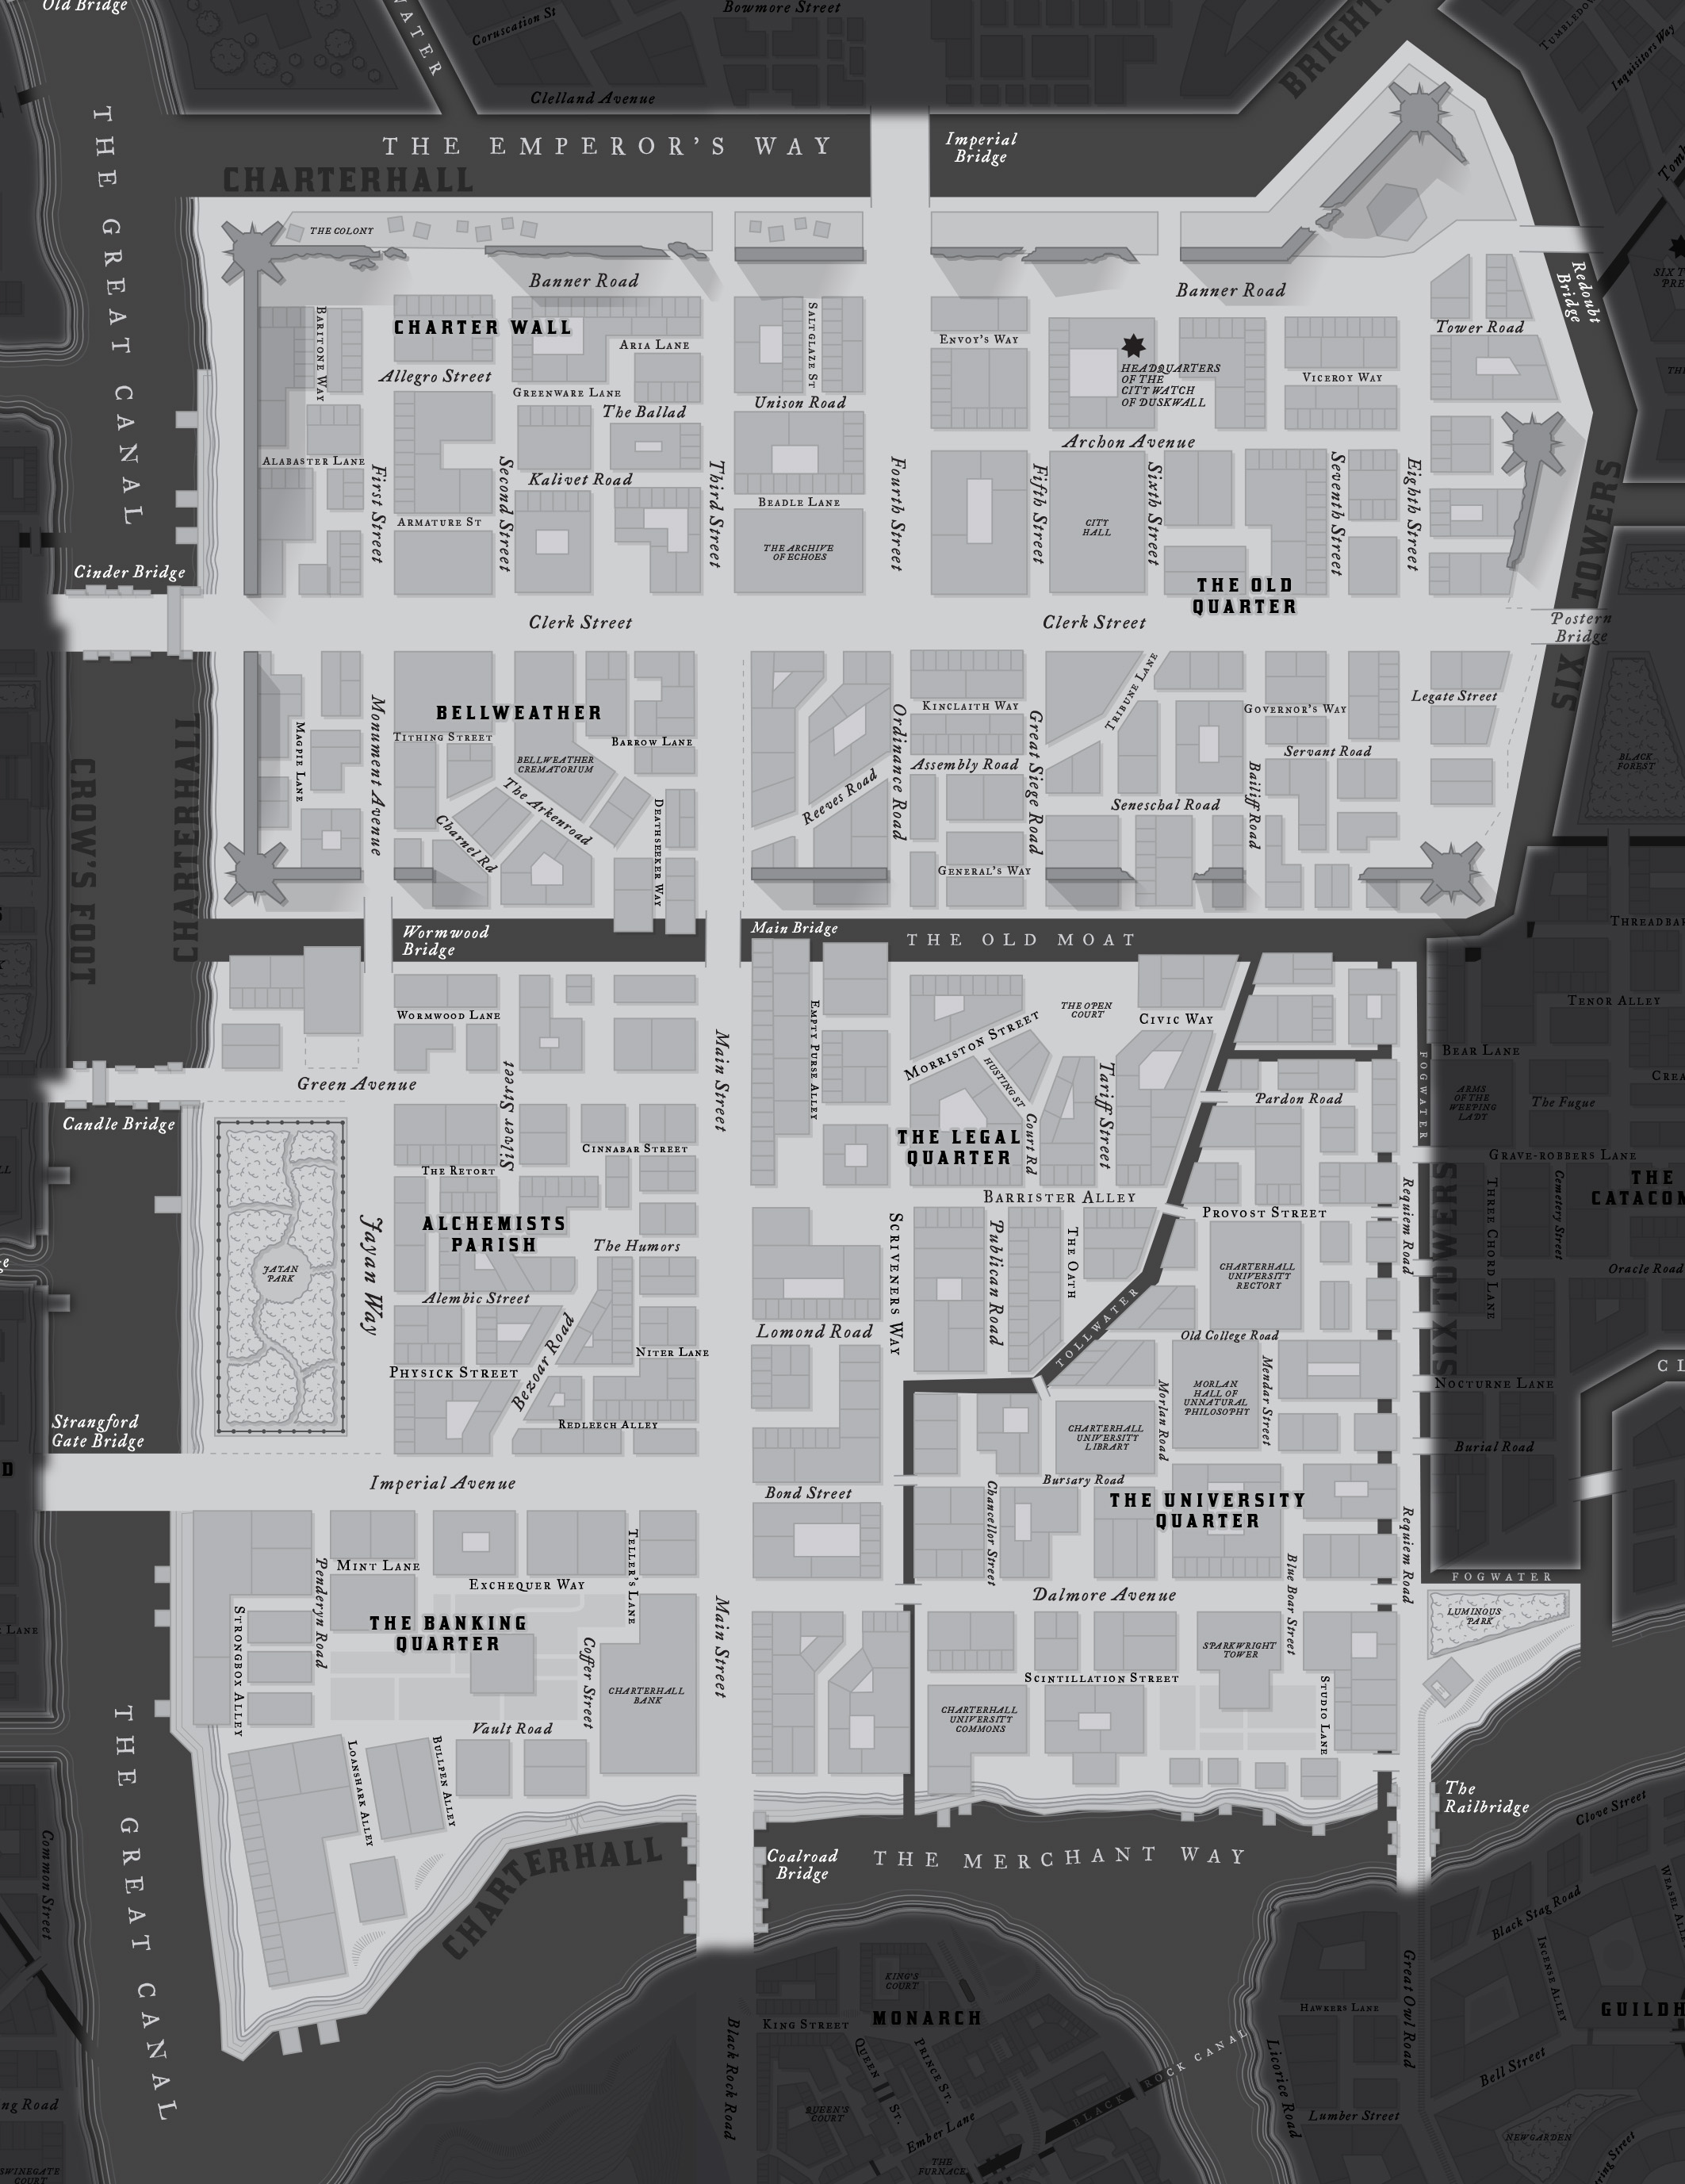 Old Bridge
WATER
Coruscation St
Bowmore Street
Clelland Avenue
BRIGHT
TUMBLEDO
Inquisitors Way
THE GREAT CANAL
THE EMPEROR'S WAY
Imperial
Bridge
CHARTERHALL
THE COLONY
Banner Road
Banner Road
Redoubt
Bridge
Tomb
SIX T
PRE
BARITONE WAY
CHARTER WALL
ARIA LANE
SALTGLAZE ST
ENVOY'S WAY
Tower Road
HEADQUARTERS
OF THE
CITY WATCH
OF DUSKWALL
VICEROY WAY
Allegro Street
GREENWARE LANE
The Ballad
Unison Road
Archon Avenue
ALABASTER LANE
First Street
Second Street
Kalivet Road
Third Street
BEADLE LANE
Fourth Street
Fifth Street
Sixth Street
Seventh Street
Eighth Street
ARMATURE ST
CITY
HALL
THE ARCHIVE
OF ECHOES
Cinder Bridge
THE OLD
QUARTER
SIX TOWERS
Clerk Street
Clerk Street
Postern
Bridge
MAGPIE LANE
Monument Avenue
BELLWEATHER
TITHING STREET
BARROW LANE
BELLWEATHER
CREMATORIUM
The Arkenroad
Charnel Rd
DEATHSEEKER WAY
Reeves Road
Ordinance Road
KINCLAITH WAY
Assembly Road
Great Siege Road
TRIBUNE LANE
GOVERNOR'S WAY
Legate Street
Servant Road
Seneschal Road
Bailiff Road
GENERAL'S WAY
BLACK
FOREST
CROW'S FOOT
CHARTERHALL
Wormwood
Bridge
Main Bridge
THE OLD MOAT
THREADBAR
TENOR ALLEY
WORMWOOD LANE
EMPTY PURSE ALLEY
THE OPEN
COURT
CIVIC WAY
MORRISTON STREET
HUSTING ST
Tariff Street
Court Rd
BEAR LANE
FOGWATER
CREA
ARMS
OF THE
WEEPING
LADY
The Fugue
Green Avenue
Silver Street
Main Street
Pardon Road
Candle Bridge
CINNABAR STREET
THE RETORT
THE LEGAL
QUARTER
GRAVE-ROBBERS LANE
THE
CATACOM
THREE CHORD LANE
Cemetery Street
BARRISTER ALLEY
PROVOST STREET
Requiem Road
SIX TOWERS
ALCHEMISTS
PARISH
The Humors
Jayan Way
JAYAN
PARK
SCRIVENERS WAY
Publican Road
THE OATH
CHARTERHALL
UNIVERSITY
RECTORY
Oracle Road
Alembic Street
TOLLWATER
Lomond Road
Old College Road
NITER LANE
PHYSICK STREET
Bezoar Road
REDLEECH ALLEY
CL
NOCTURNE LANE
MORLAN
HALL OF
UNNATURAL
PHILOSOPHY
Mendar Street
Morlan Road
CHARTERHALL
UNIVERSITY
LIBRARY
Burial Road
Strangford
Gate Bridge
D
Imperial Avenue
Bond Street
Bursary Road
Chancellor Street
THE UNIVERSITY
QUARTER
Requiem Road
TELLER'S LANE
MINT LANE
EXCHEQUER WAY
Penderyn Road
Blue Boar Street
Dalmore Avenue
FOGWATER
LUMINOUS
PARK
STRONGBOX ALLEY
LANE
THE BANKING
QUARTER
Coffer Street
Main Street
SPARKWRIGHT
TOWER
SCINTILLATION STREET
CHARTERHALL
BANK
STUDIO LANE
CHARTERHALL
UNIVERSITY
COMMONS
Vault Road
LOANSHARK ALLEY
BULLPEN ALLEY
THE GREAT CANAL
Common Street
The
Railbridge
Clove Street
CHARTERHALL
Coalroad
Bridge
THE MERCHANT WAY
WEASEL ALLEY
Black Stag Road
INCENSE ALLEY
Great Owl Road
KING'S
COURT
MONARCH
KING STREET
HAWKERS LANE
GUILDH
Black Rock Road
QUEEN ST.
PRINCE ST.
BLACK ROCK CANAL
Licorice Road
Bell Street
QUEEN'S
COURT
Ember Lane
Lumber Street
NEWGARDEN
ng Road
SWINEGATE
COURT
THE
FURNACE
ring Street